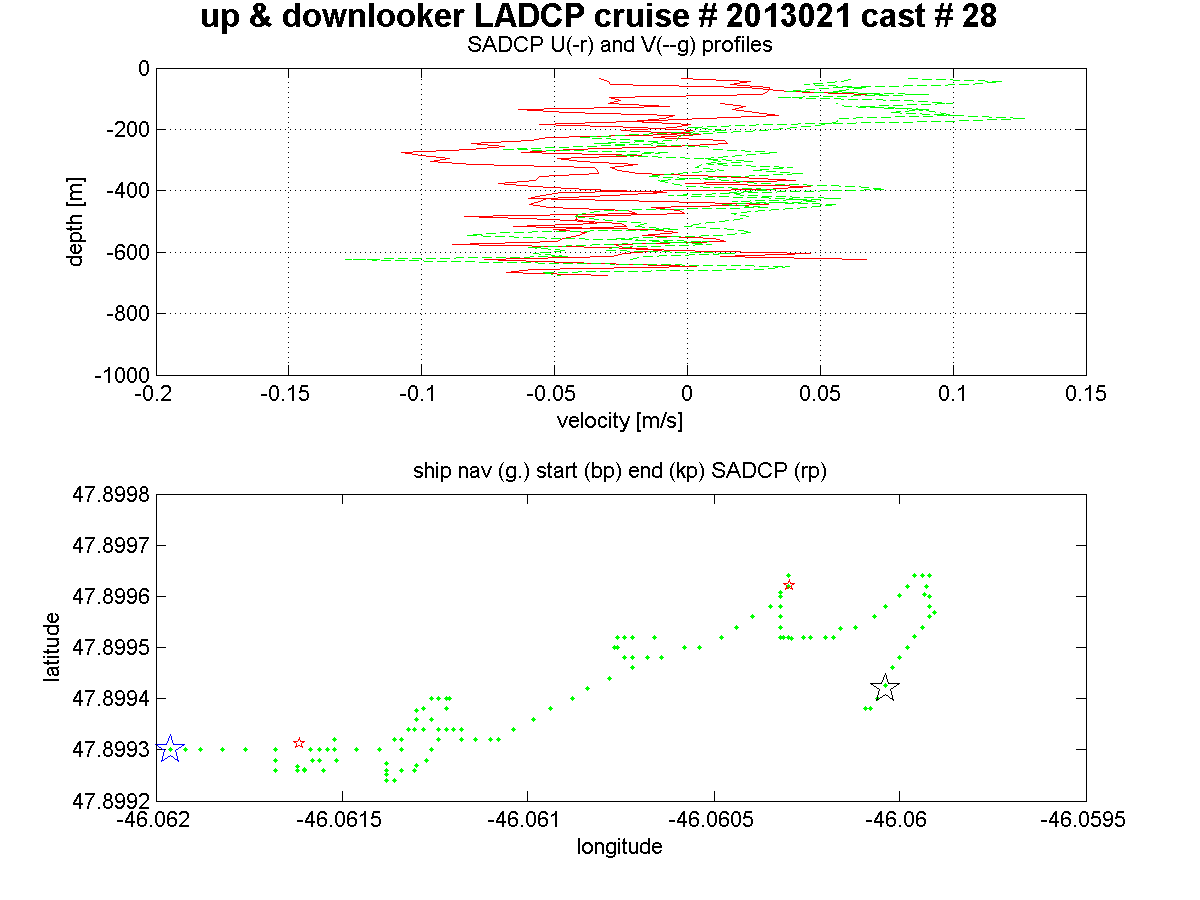 up & downlooker LADCP cruise # 2013021 cast # 28
SADCP U(-r) and V(--g) profiles
0
-200
-400
-600
-800
-1000
depth [m]
-0.2 -0.15 -0.1 -0.05 0 0.05 0.1 0.15
velocity [m/s]
ship nav (g.) start (bp) end (kp) SADCP (rp)
47.8998
47.8997
47.8996
47.8995
47.8994
47.8993
47.8992
latitude
-46.062 -46.0615 -46.061 -46.0605 -46.06 -46.0595
longitude